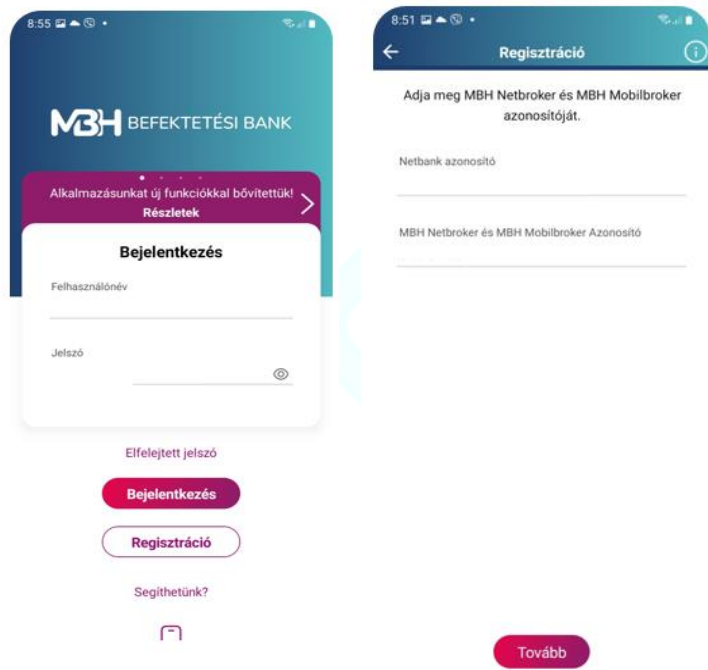 8:55
MBH BEFEKTETÉSI BANK
Alkalmazásunkat új funkciókkal bővítettük!
Részletek
Bejelentkezés
Felhasználónév
Jelszó
Elfelejtett jelszó
Bejelentkezés
Regisztráció
Segíthetünk?
8:51
Regisztráció
Adja meg MBH Netbroker és MBH Mobilbroker
azonosítóját.
Netbank azonosító
MBH Netbroker és MBH Mobilbroker Azonosító
Tovább